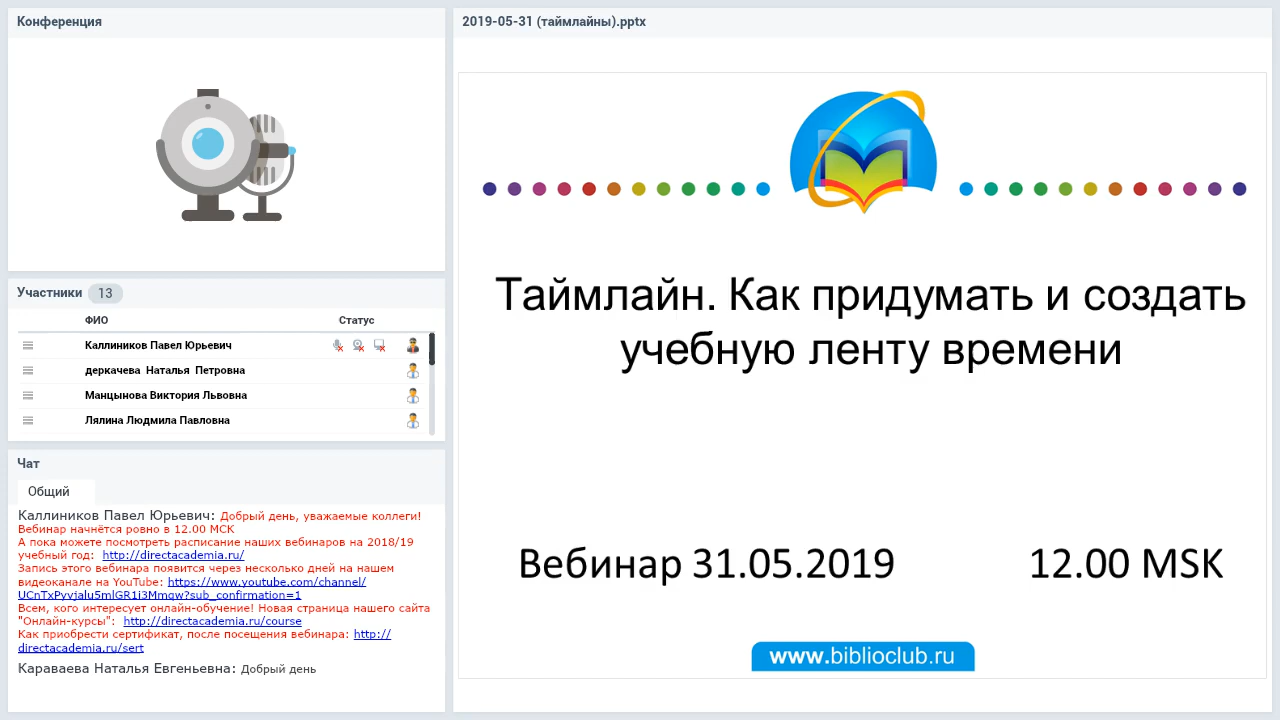 Конференция
Участники 13
ФИО Статус
Каллиников Павел Юрьевич
деркачева Наталья Петровна
Манцынова Виктория Львовна
Лялина Людмила Павловна
Чат
Общий
Каллиников Павел Юрьевич: Добрый день, уважаемые коллеги!
Вебинар начнётся ровно в 12.00 МСК
А пока можете посмотреть расписание наших вебинаров на 2018/19
учебный год: http://directacademia.ru/
Запись этого вебинара появится через несколько дней на нашем
видеоканале на YouTube: https://www.youtube.com/channel/
UCnTxPyvjalu5mlGR1i3Mmqw?sub_confirmation=1
Всем, кого интересует онлайн-обучение! Новая страница нашего сайта
"Онлайн-курсы": http://directacademia.ru/course
Как приобрести сертификат, после посещения вебинара: http://
directacademia.ru/sert
Караваева Наталья Евгеньевна: Добрый день
2019-05-31 (таймлайны).pptx
Таймлайн. Как придумать и создать
учебную ленту времени
Вебинар 31.05.2019 12.00 MSK
www.biblioclub.ru